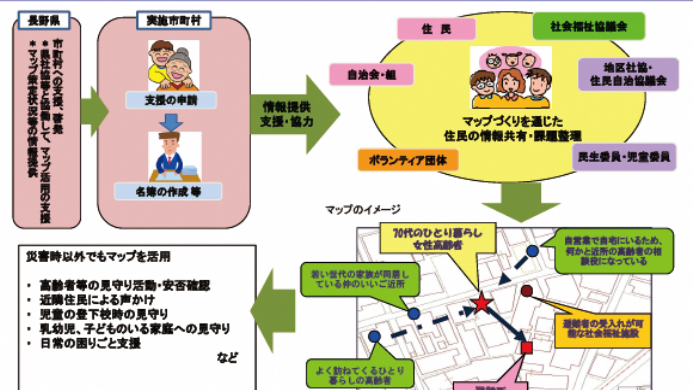 長野県
市町村への支援、啓発
＊県社協等と協働して、マップ活用の支援
＊マップ策定状況等の情報提供
実施市町村
支援の申請
名簿の作成 等
情報提供
支援・協力
住 民
社会福祉協議会
自治会・組
地区社協・
住民自治協議会
マップづくりを通じた
住民の情報共有・課題整理
ボランティア団体
民生委員・児童委員
マップのイメージ
70代のひとり暮らし
女性高齢者
自営業で自宅にいるため、
何かと近所の高齢者の相
談役になっている
若い世代の家族が同居し
ている仲のいいご近所
避難者の受入れが可
能な社会福祉施設
よく訪ねてくるひとり
暮らしの高齢者
災害時以外でもマップを活用
・ 高齢者等の見守り活動・安否確認
・ 近隣住民による声かけ
・ 児童の登下校時の見守り
・ 乳幼児、子どものいる家庭への見守り
・ 日常の困りごと支援
など